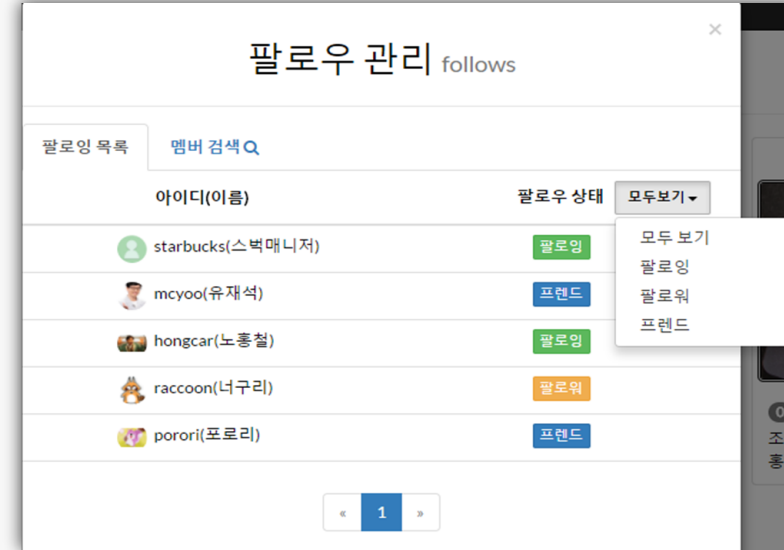 ×
팔로우 관리 follows
팔로잉 목록 멤버 검색
아이디(이름) 팔로우 상태 모두보기
starbucks(스벅매니저) 팔로잉
모두 보기
팔로잉
mcyoo(유재석) 프렌드
팔로워
프렌드
hongcar(노홍철) 팔로잉
raccoon(너구리) 팔로워
porori(포로리) 프렌드
« 1 »
0
조
홍